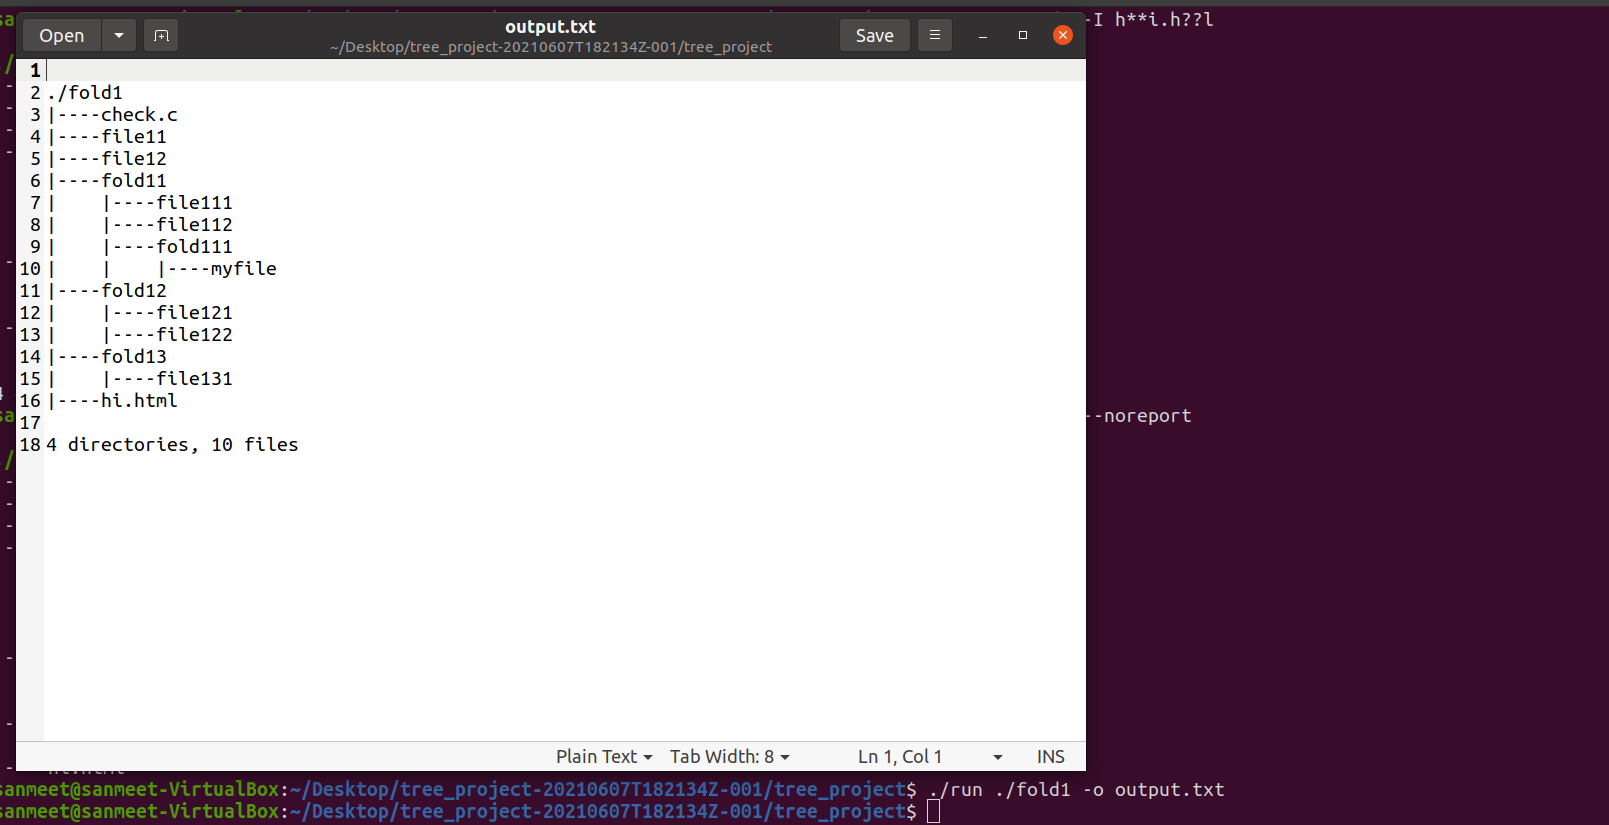 -I h**i.h??l
output.txt
Open
~/Desktop/tree_project-20210607T182134Z-001/tree_project
Save
1
2 ./fold1
3 |----check.c
4 |----file11
5 |----file12
6 |----fold11
7 |    |----file111
8 |    |----file112
9 |    |----fold111
10 |    |    |----myfile
11 |----fold12
12 |    |----file121
13 |    |----file122
14 |----fold13
15 |    |----file131
16 |----hi.html
--noreport
17
18 4 directories, 10 files
Plain Text Tab Width: 8 Ln 1, Col 1 INS
sanmeet@sanmeet-VirtualBox:~/Desktop/tree_project-20210607T182134Z-001/tree_project$ ./run ./fold1 -o output.txt
sanmeet@sanmeet-VirtualBox:~/Desktop/tree_project-20210607T182134Z-001/tree_project$